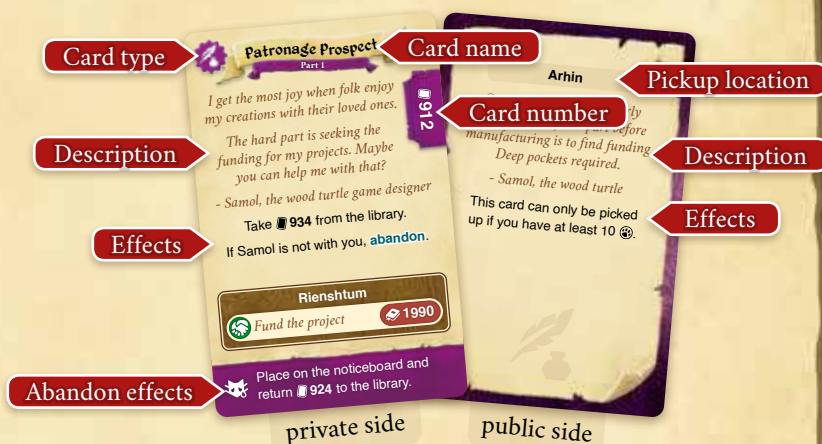 Card type
Patronage Prospect
Part 1
Card name
912
Card number
I get the most joy when folk enjoy
my creations with their loved ones.
The hard part is seeking the
funding for my projects. Maybe
you can help me with that?
- Samol, the wood turtle game designer
Description
Take 934 from the library.
If Samol is not with you, abandon.
Effects
Rienshtum
Fund the project
1990
Place on the noticeboard and
return 924 to the library.
Abandon effects
private side
Arhin
Pickup location
before
manufacturing is to find funding
Deep pockets required.
- Samol, the wood turtle
Description
This card can only be picked
up if you have at least 10
Effects
public side